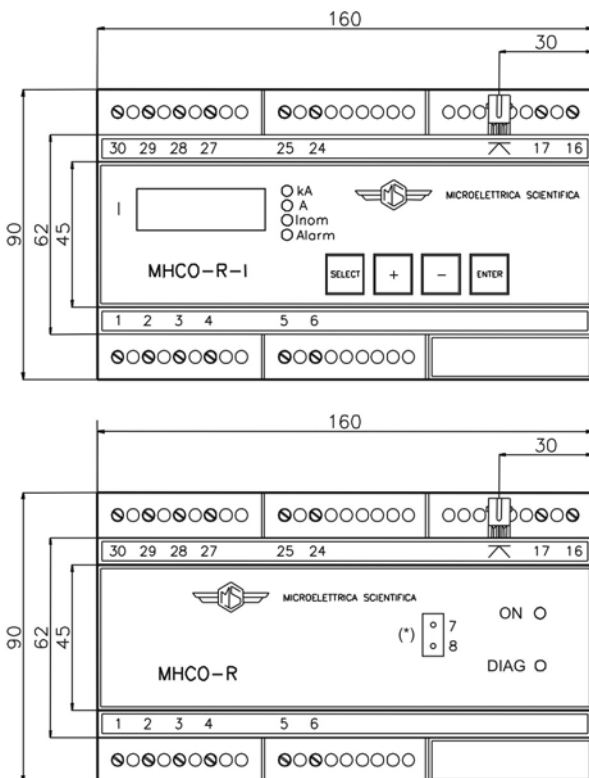 160
30
30 29 28 27 25 24 17 16
90
62
45
I
kA
A
Inom
Alarm
MS
MICROELETTRICA SCIENTIFICA
MHCO-R-I
SELECT + - ENTER
1 2 3 4 5 6
160
30
30 29 28 27 25 24 17 16
90
62
45
MS
MICROELETTRICA SCIENTIFICA
(*)
7
8
ON
DIAG
MHCO-R
1 2 3 4 5 6